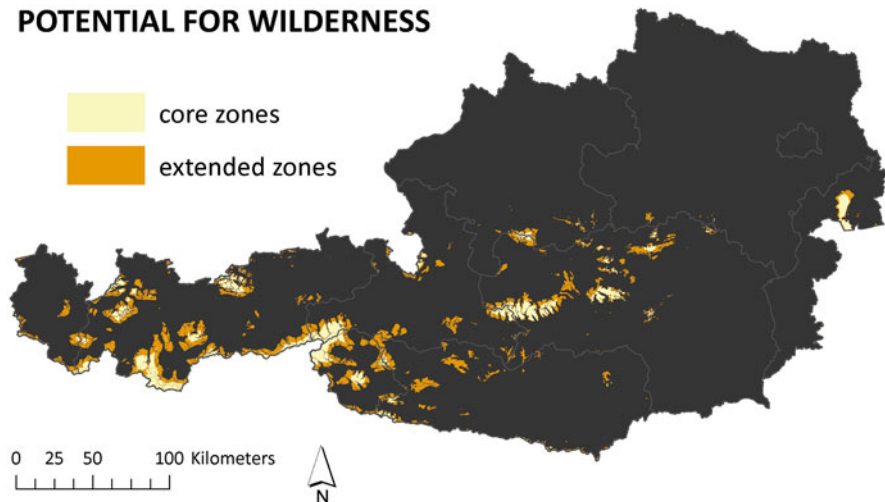 POTENTIAL FOR WILDERNESS
core zones
extended zones
0 25 50 100 Kilometers
N